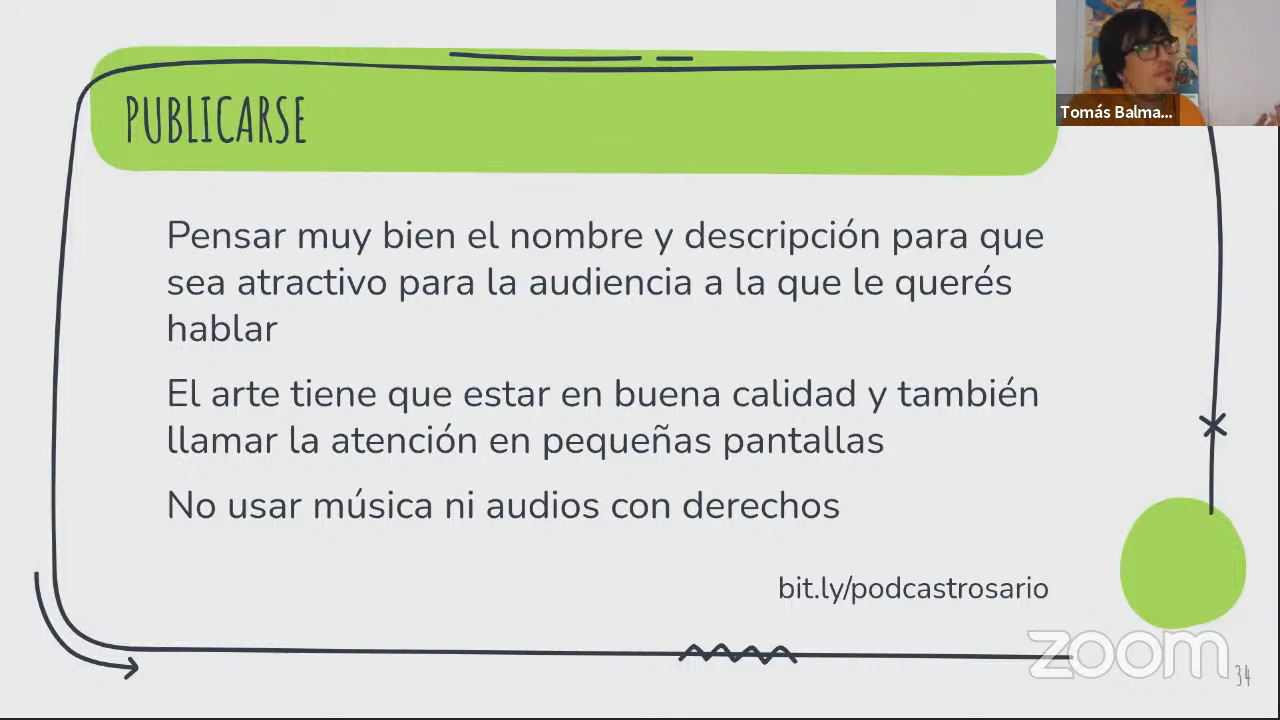 PUBLICARSE
Tomás Balma...
Pensar muy bien el nombre y descripción para que
sea atractivo para la audiencia a la que le querés
hablar
El arte tiene que estar en buena calidad y también
llamar la atención en pequeñas pantallas
No usar música ni audios con derechos
bit.ly/podcastrosario
zoom
34